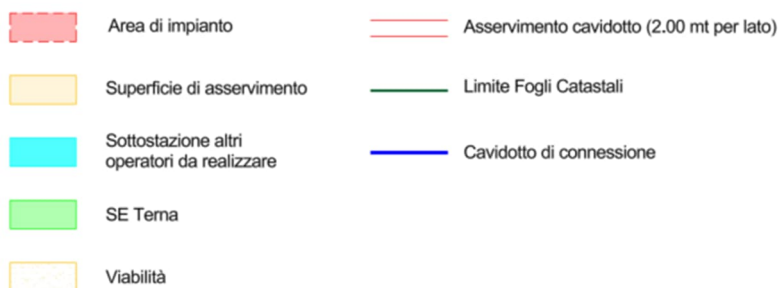 Area di impianto
Superficie di asservimento
Sottostazione altri
operatori da realizzare
SE Terna
Viabilità
Asservimento cavidotto (2.00 mt per lato)
Limite Fogli Catastali
Cavidotto di connessione